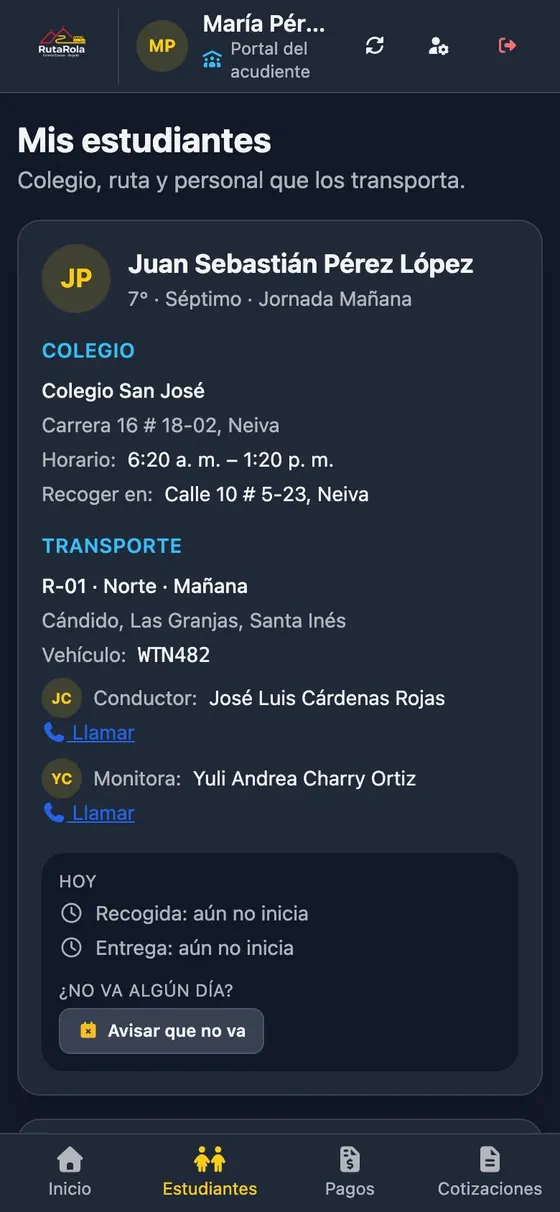 RutaRola
MP
María Pér...
Portal del
acudiente
Mis estudiantes
Colegio, ruta y personal que los transporta.
JP
Juan Sebastián Pérez López
7° · Séptimo · Jornada Mañana
COLEGIO
Colegio San José
Carrera 16 # 18-02, Neiva
Horario: 6:20 a. m. – 1:20 p. m.
Recoger en: Calle 10 # 5-23, Neiva
TRANSPORTE
R-01 · Norte · Mañana
Cándido, Las Granjas, Santa Inés
Vehículo: WTN482
JC Conductor: José Luis Cárdenas Rojas
Llamar
YC Monitora: Yuli Andrea Charry Ortiz
Llamar
HOY
Recogida: aún no inicia
Entrega: aún no inicia
¿NO VA ALGÚN DÍA?
Avisar que no va
Inicio
Estudiantes
Pagos
Cotizaciones